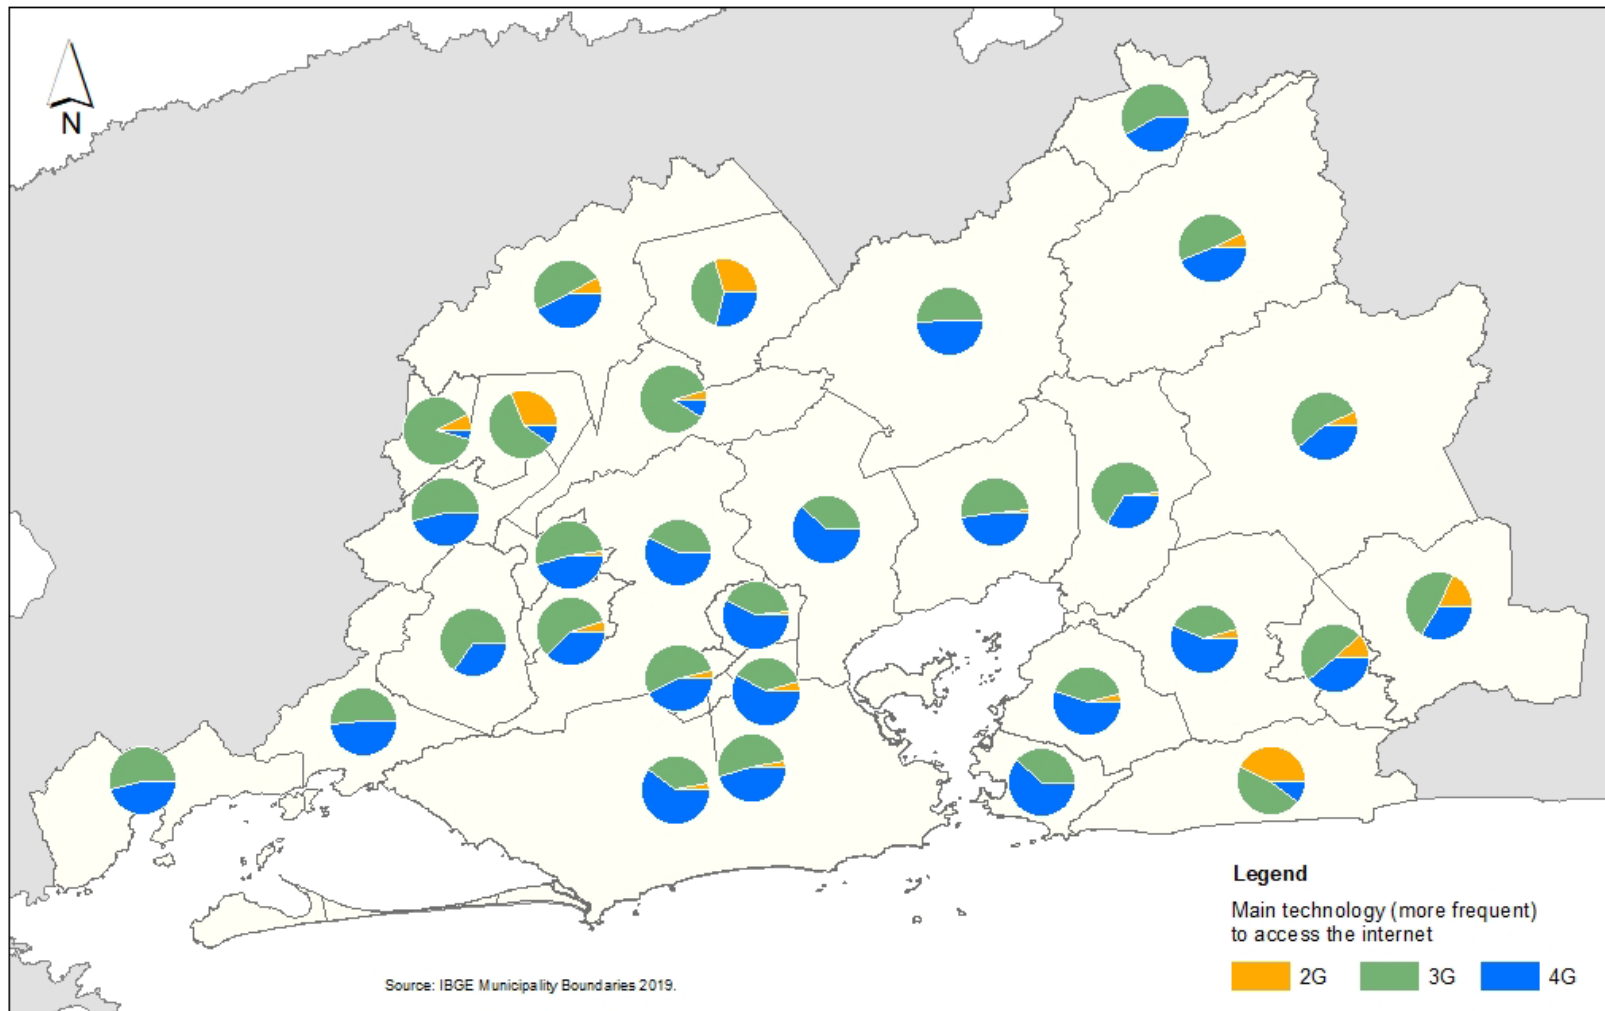 N
Legend
Main technology (more frequent)
to access the internet
2G 3G 4G
Source: IBGE Municipality Boundaries 2019.